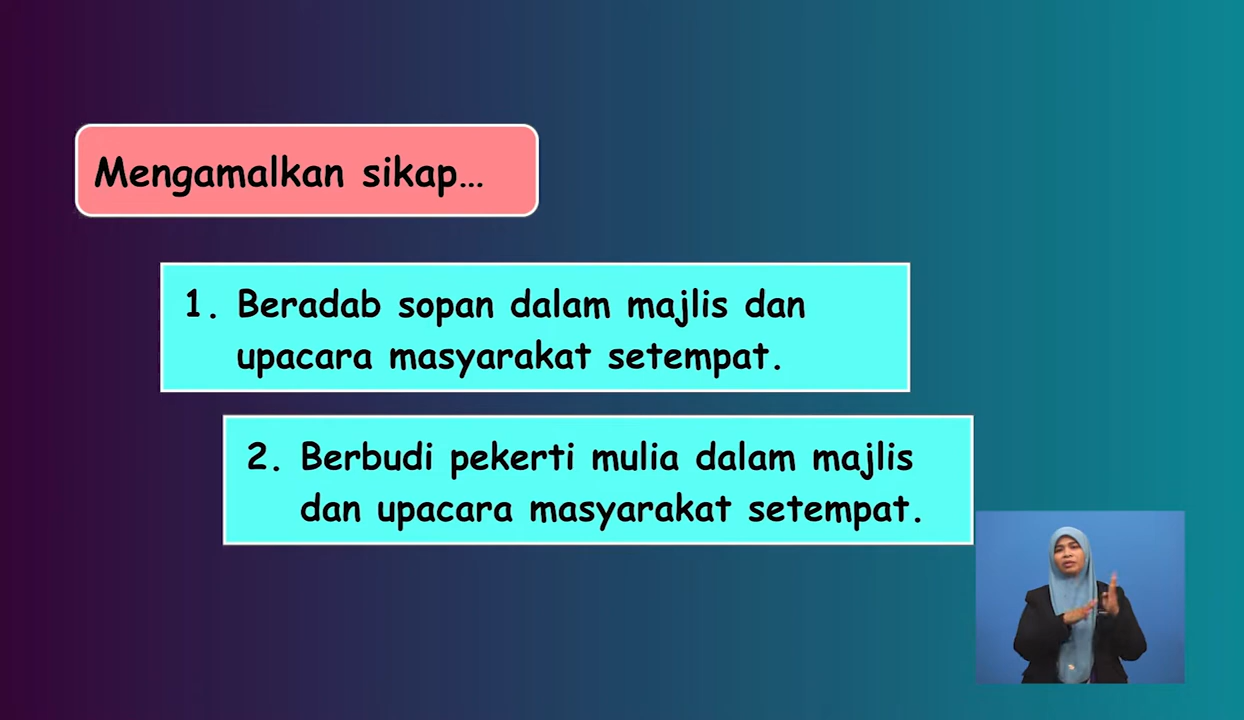 Mengamalkan sikap...
1. Beradab sopan dalam majlis dan
upacara masyarakat setempat.
2. Berbudi pekerti mulia dalam majlis
dan upacara masyarakat setempat.